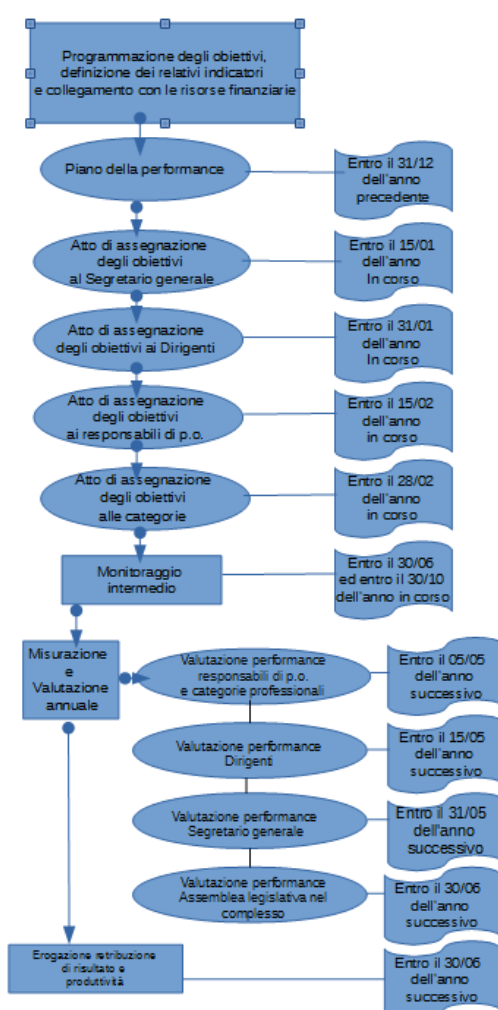 Programmazione degli obiettivi,
definizione dei relativi indicatori
e collegamento con le risorse finanziarie
Piano della performance
Entro il 31/12
dell'anno
precedente
Atto di assegnazione
degli obiettivi
al Segretario generale
Entro il 15/01
dell'anno
In corso
Atto di assegnazione
degli obiettivi ai Dirigenti
Entro il 31/01
dell'anno
In corso
Atto di assegnazione
degli obiettivi
ai responsabili di p.o.
Entro il 15/02
dell'anno
in corso
Atto di assegnazione
degli obiettivi
alle categorie
Entro il 28/02
dell'anno
in corso
Monitoraggio
intermedio
Entro il 30/06
ed entro il 30/10
dell'anno in corso
Misurazione
e
Valutazione
annuale
Valutazione performance
responsabili di p.o.
e categorie professionali
Entro il 05/05
dell'anno
successivo
Valutazione performance
Dirigenti
Entro il 15/05
dell'anno
successivo
Valutazione performance
Segretario generale
Entro il 31/05
dell'anno
successivo
Valutazione performance
Assemblea legislativa nel
complesso
Entro il 30/06
dell'anno
successivo
Erogazione retribuzione
di risultato e
produttività
Entro il 30/06
dell'anno
successivo